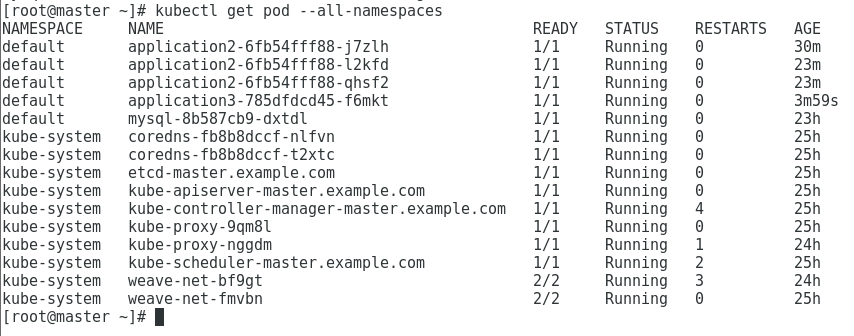 [root@master ~]# kubectl get pod --all-namespaces
NAMESPACE     NAME                                         READY   STATUS    RESTARTS   AGE
default       application2-6fb54fff88-j7zlh                1/1     Running   0          30m
default       application2-6fb54fff88-l2kfd                1/1     Running   0          23m
default       application2-6fb54fff88-qhsf2                1/1     Running   0          23m
default       application3-785dfdcd45-f6mkt                1/1     Running   0          3m59s
default       mysql-8b587cb9-dxtdl                         1/1     Running   0          23h
kube-system   coredns-fb8b8dccf-nlfvn                      1/1     Running   0          25h
kube-system   coredns-fb8b8dccf-t2xtc                      1/1     Running   0          25h
kube-system   etcd-master.example.com                      1/1     Running   0          25h
kube-system   kube-apiserver-master.example.com            1/1     Running   0          25h
kube-system   kube-controller-manager-master.example.com   1/1     Running   4          25h
kube-system   kube-proxy-9qm8l                             1/1     Running   0          25h
kube-system   kube-proxy-nggdm                             1/1     Running   1          24h
kube-system   kube-scheduler-master.example.com            1/1     Running   2          25h
kube-system   weave-net-bf9gt                              2/2     Running   3          24h
kube-system   weave-net-fmvbn                              2/2     Running   0          25h
[root@master ~]#